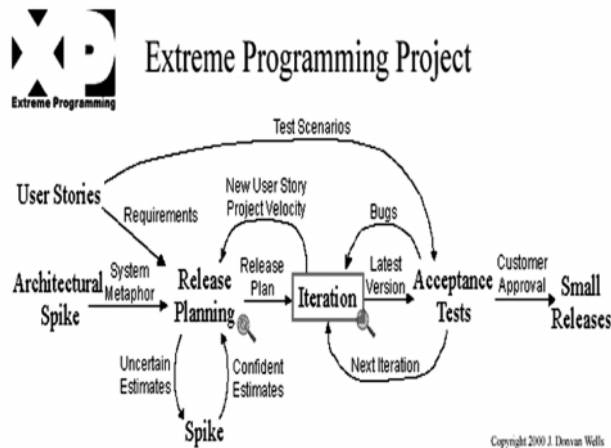 XP
Extreme Programming
Extreme Programming Project
Test Scenarios
User Stories
New User Story
Project Velocity
Bugs
Requirements
Architectural
Spike
System
Metaphor
Release
Planning
Release
Plan
Iteration
Latest
Version
Acceptance
Tests
Customer
Approval
Small
Releases
Uncertain
Estimates
Confident
Estimates
Next Iteration
Spike
Copyright 2000 J. Donvan Wells